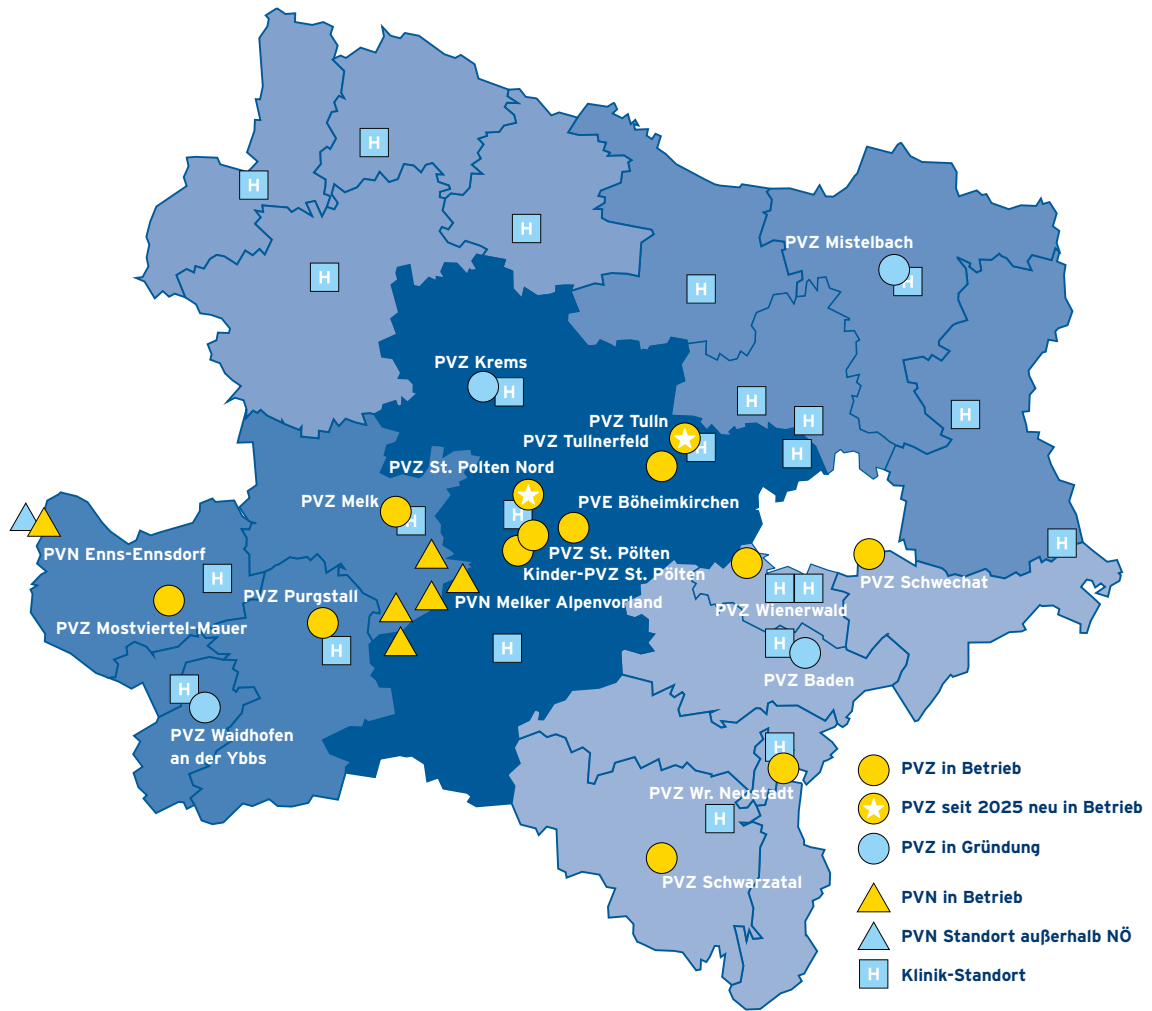 H
H
H
PVZ Mistelbach
H
H
H
PVZ Krems
H
H
H
PVZ Tulln
H
PVZ Tullnerfeld
H
H
H
PVZ St. Polten Nord
PVZ Melk
H
H
PVE Böheimkirchen
PVN Enns-Ennsdorf
H
PVZ St. Pölten
H
Kinder-PVZ St. Pölten
H
H
PVZ Schwechat
PVZ Purgstall
PVN Melker Alpenvorland
PVZ Wienerwald
PVZ Mostviertel-Mauer
H
H
H
PVZ Baden
H
PVZ Waidhofen
an der Ybbs
H
PVZ Wr. Neustadt
H
PVZ Schwarzatal
PVZ in Betrieb
PVZ seit 2025 neu in Betrieb
PVZ in Gründung
PVN in Betrieb
PVN Standort außerhalb NÖ
H Klinik-Standort